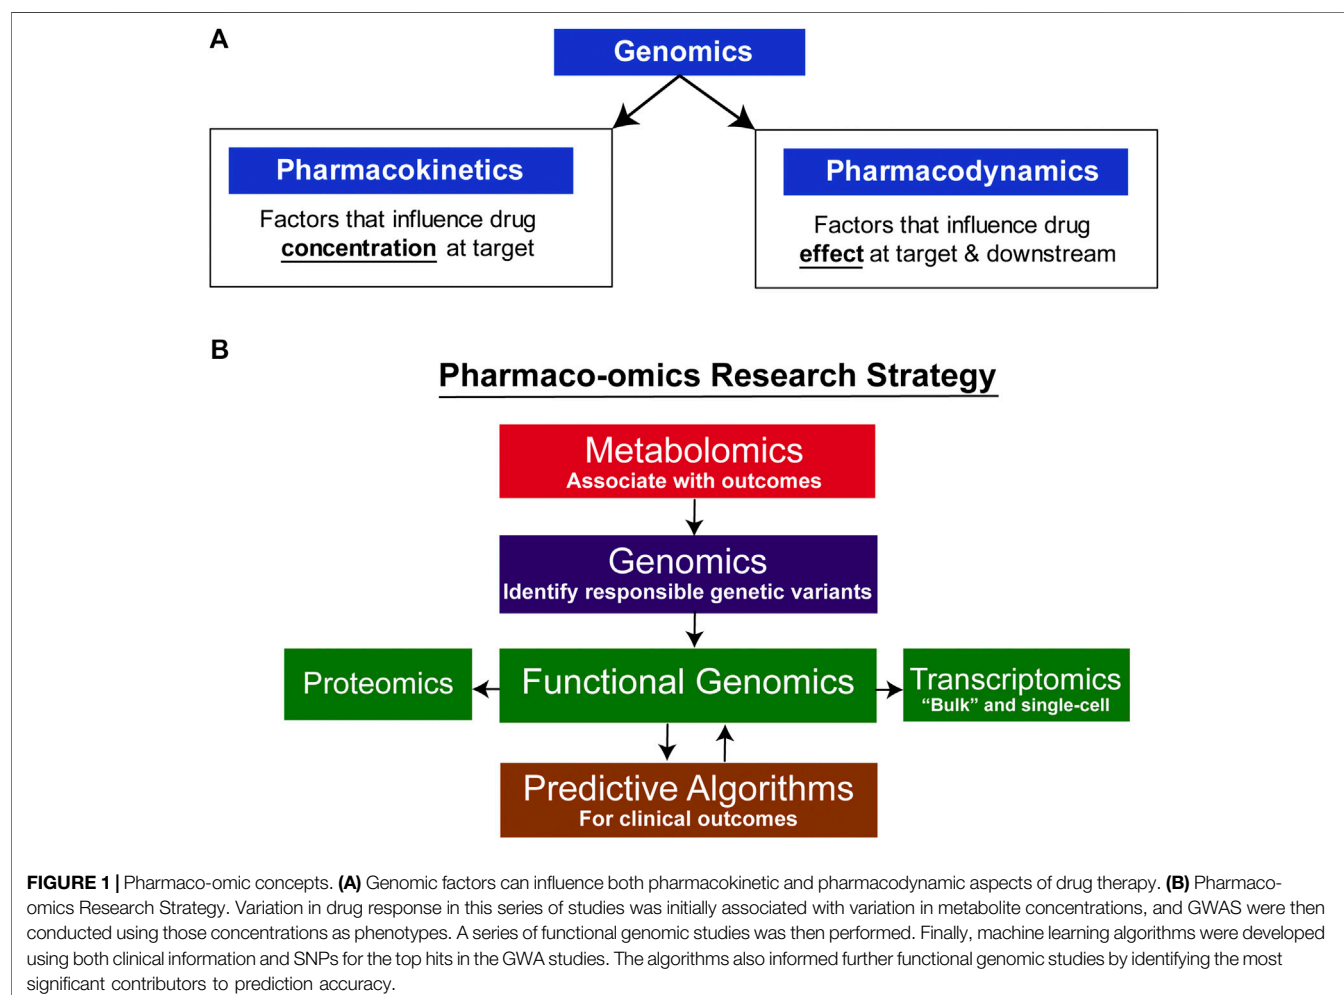 A
Genomics
Pharmacokinetics
Factors that influence drug
concentration at target
Pharmacodynamics
Factors that influence drug
effect at target & downstream
B
Pharmaco-omics Research Strategy
Metabolomics
Associate with outcomes
Genomics
Identify responsible genetic variants
Proteomics
Functional Genomics
Transcriptomics
“Bulk” and single-cell
Predictive Algorithms
For clinical outcomes
FIGURE 1 | Pharmaco-omic concepts. (A) Genomic factors can influence both pharmacokinetic and pharmacodynamic aspects of drug therapy. (B) Pharmaco-
omics Research Strategy. Variation in drug response in this series of studies was initially associated with variation in metabolite concentrations, and GWAS were then
conducted using those concentrations as phenotypes. A series of functional genomic studies was then performed. Finally, machine learning algorithms were developed
using both clinical information and SNPs for the top hits in the GWA studies. The algorithms also informed further functional genomic studies by identifying the most
significant contributors to prediction accuracy.